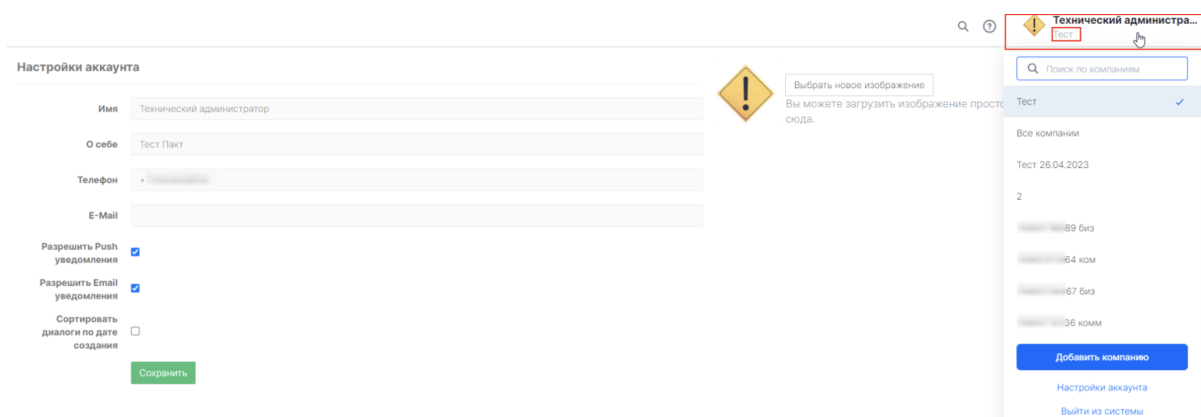 Технический администра...
Тест
Настройки аккаунта
Имя
Технический администратор
О себе
Тест Пакт
Телефон
+
E-Mail
Разрешить Push
уведомления
Разрешить Email
уведомления
Сортировать
диалоги по дате
создания
Сохранить
Выбрать новое изображение
Вы можете загрузить изображение просто
сюда.
Поиск по компаниям
Тест
Все компании
Тест 26.04.2023
2
89 биз
64 ком
67 биз
36 комм
Добавить компанию
Настройки аккаунта
Выйти из системы